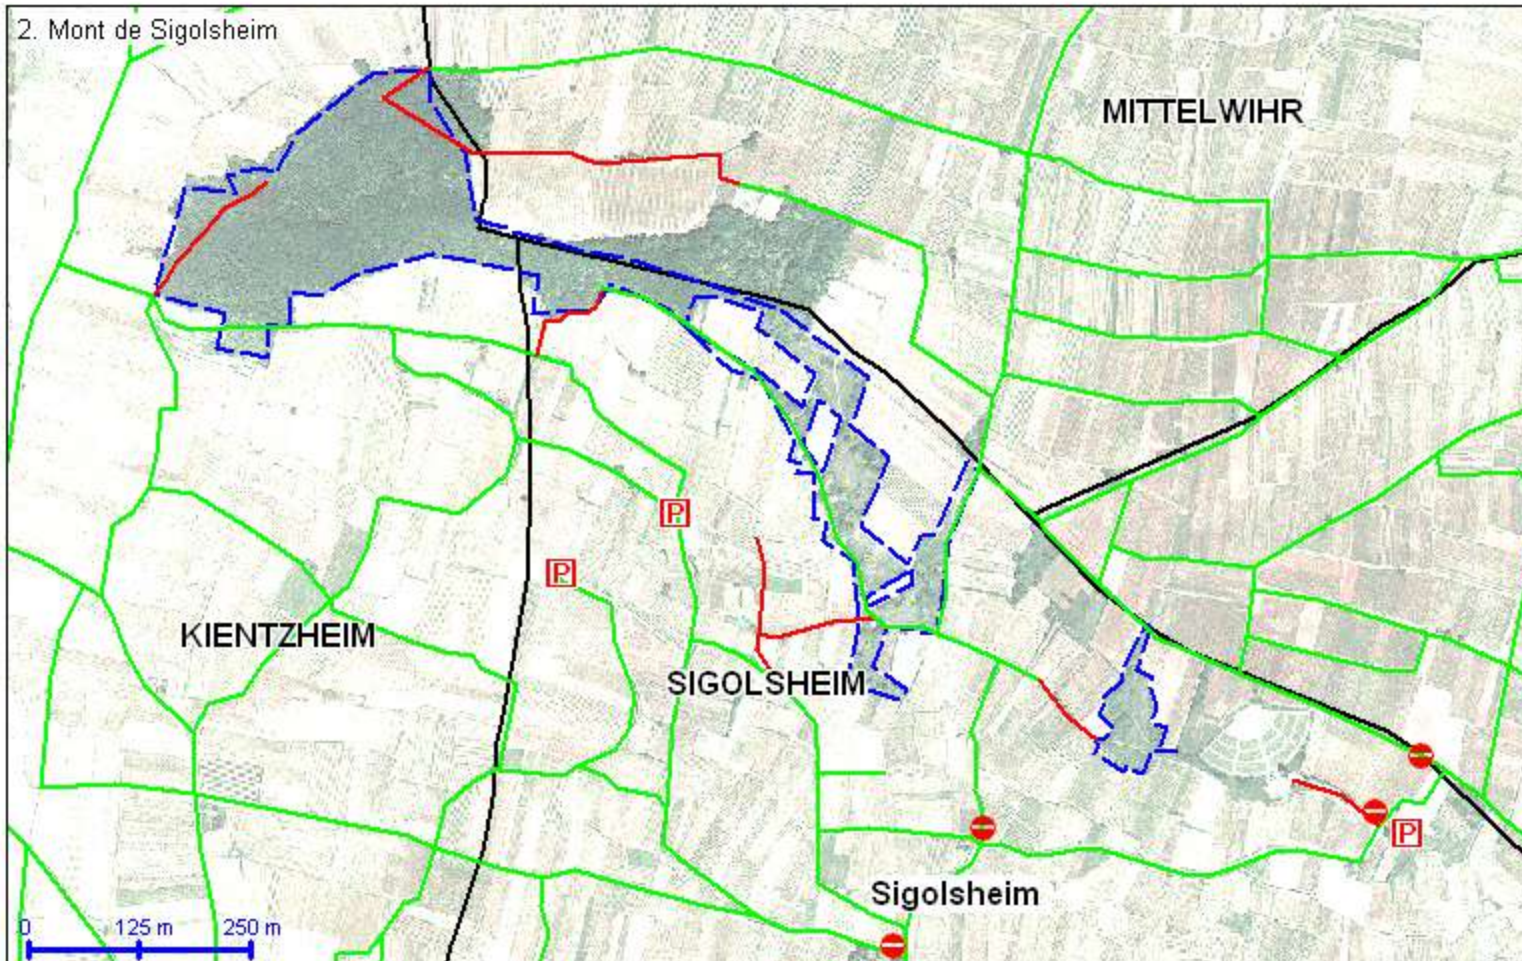 2. Mont de Sigolsheim
MITTELWIHR
P
P
KIENTZHEIM
SIGOLSHEIM
P
Sigolsheim
0 125 m 250 m